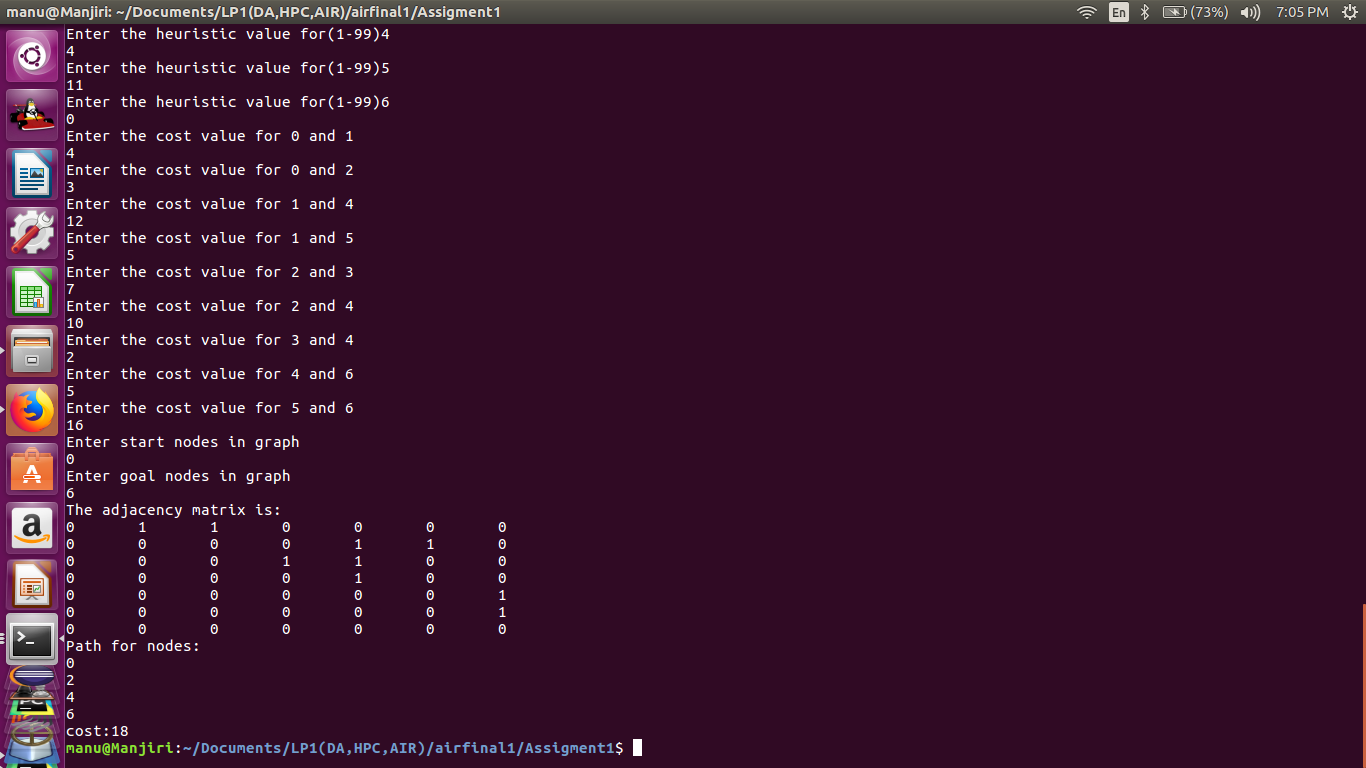 manu@Manjiri: ~/Documents/LP1(DA,HPC,AIR)/airfinal1/Assigment1
En (73%) 7:05 PM
Enter the heuristic value for(1-99)4
4
Enter the heuristic value for(1-99)5
11
Enter the heuristic value for(1-99)6
0
Enter the cost value for 0 and 1
4
Enter the cost value for 0 and 2
3
Enter the cost value for 1 and 4
12
Enter the cost value for 1 and 5
5
Enter the cost value for 2 and 3
7
Enter the cost value for 2 and 4
10
Enter the cost value for 3 and 4
2
Enter the cost value for 4 and 6
5
Enter the cost value for 5 and 6
16
Enter start nodes in graph
0
Enter goal nodes in graph
6
The adjacency matrix is:
0 1 1 0 0 0 0
0 0 0 0 1 1 0
0 0 0 1 1 0 0
0 0 0 0 1 0 0
0 0 0 0 0 0 1
0 0 0 0 0 0 1
0 0 0 0 0 0 0
Path for nodes:
0
2
4
6
cost:18
manu@Manjiri:~/Documents/LP1(DA,HPC,AIR)/airfinal1/Assigment1$